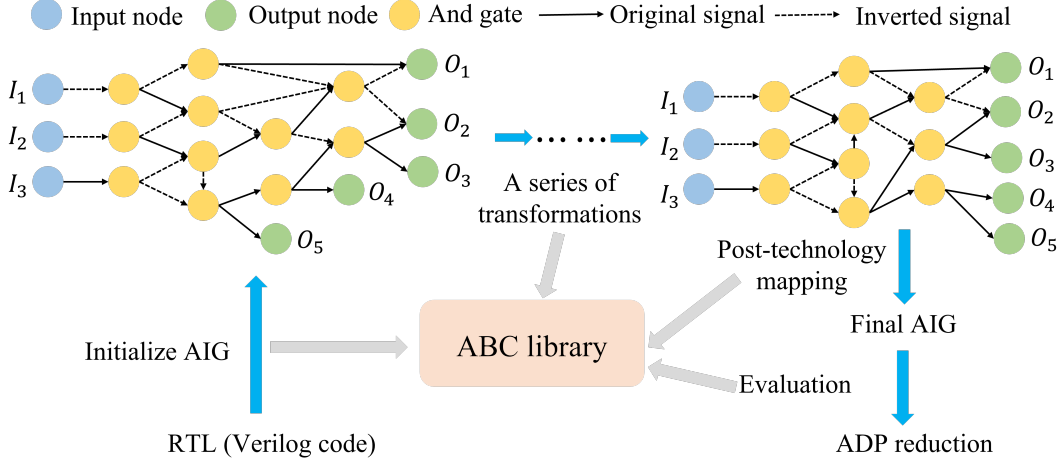 Input node Output node And gate Original signal Inverted signal
I1
I2
I3
O1
O2
O3
O4
O5
A series of
transformations
I1
I2
I3
O1
O2
O3
O4
O5
Post-technology
mapping
Initialize AIG
ABC library
Final AIG
Evaluation
RTL (Verilog code)
ADP reduction